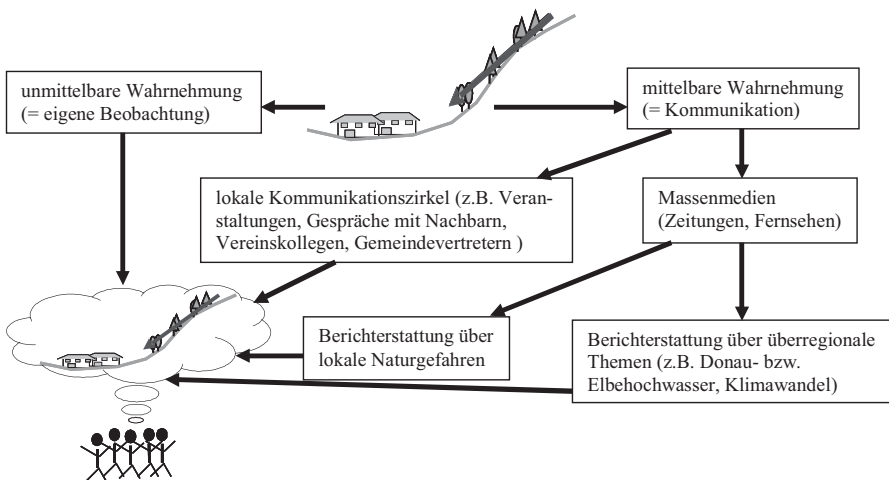 unmittelbare Wahrnehmung
(= eigene Beobachtung)
mittelbare Wahrnehmung
(= Kommunikation)
lokale Kommunikationszirkel (z.B. Veran-
staltungen, Gespräche mit Nachbarn,
Vereinskollegen, Gemeindevertretern )
Massenmedien
(Zeitungen, Fernsehen)
Berichterstattung über
lokale Naturgefahren
Berichterstattung über überregionale
Themen (z.B. Donau- bzw.
Elbehochwasser, Klimawandel)